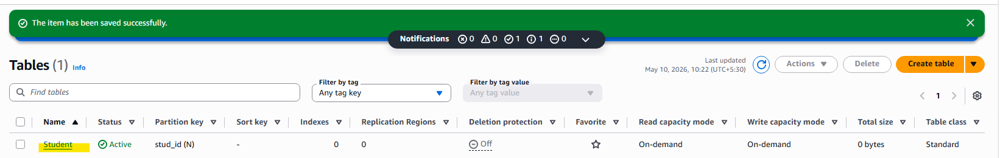 The item has been saved successfully.
Notifications 0 0 1 1 0
Tables (1) Info
Last updated
May 10, 2026, 10:22 (UTC+5:30)
Actions
Delete
Create table
Find tables
Filter by tag
Any tag key
Filter by tag value
Any tag value
1
Name Status Partition key Sort key Indexes Replication Regions Deletion protection Favorite Read capacity mode Write capacity mode Total size Table class
Student Active stud_id (N) - 0 0 Off On-demand On-demand 0 bytes Standard